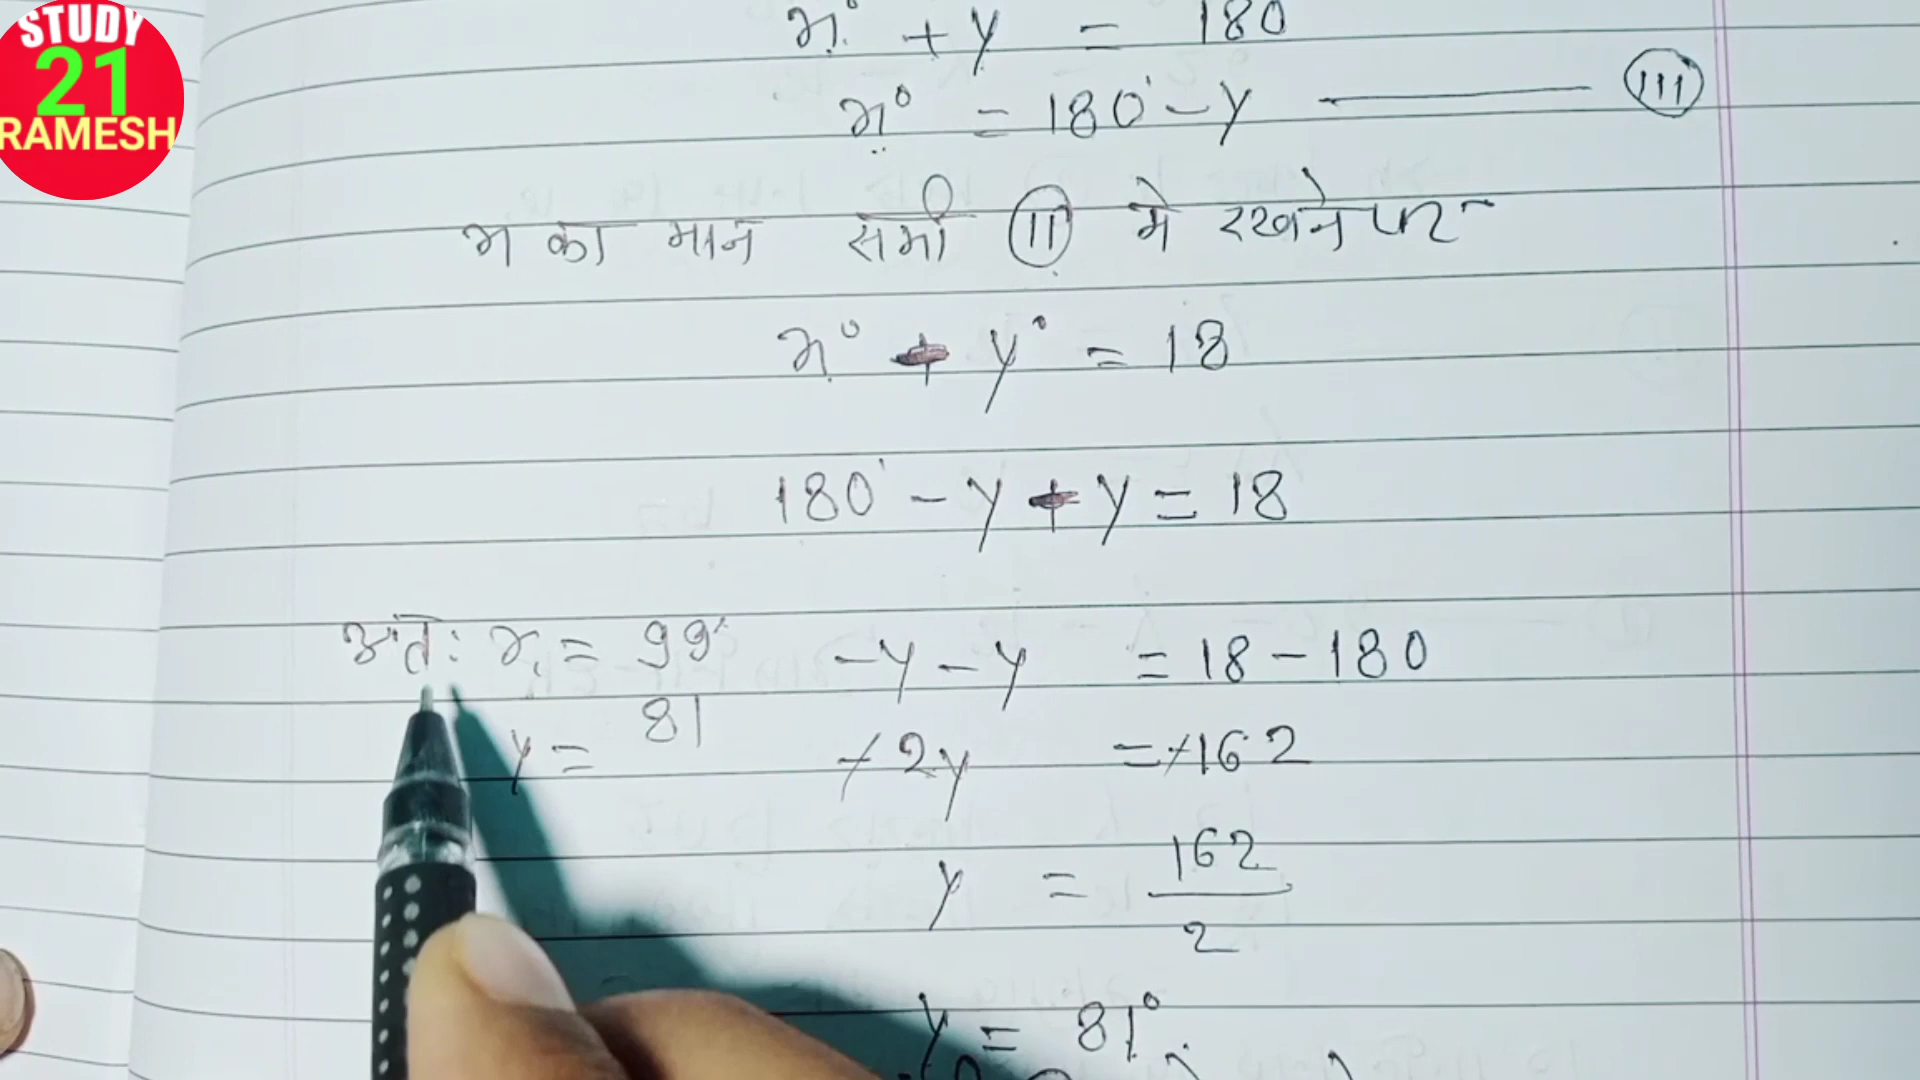 STUDY
21
RAMESH
x° + y = 180
x° = 180° - y (III)
x का मान समी (II) मे रखने पर
x° + y° = 18
180° - y + y = 18
अतः x = 99° -y - y = 18 - 180
y = 81 -2y = -162
y = 162/2
y = 81°